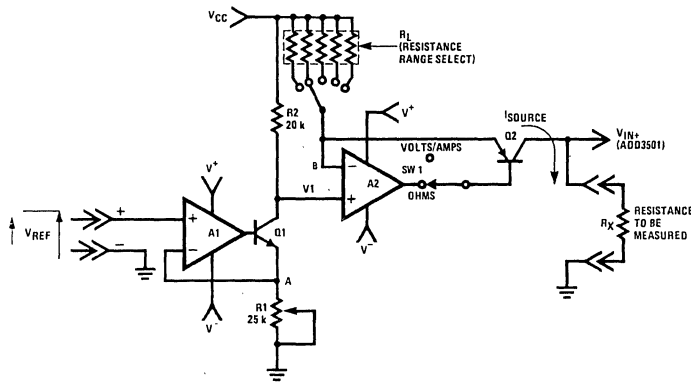 VCC
RL
(RESISTANCE
RANGE SELECT)
R2
20 k
V+
ISOURCE
Q2
VIN+
(ADD3501)
VOLTS/AMPS
SW 1
OHMS
B
−
+
A2
V1
V+
V−
+
VREF
−
+
−
A1
Q1
A
V−
R1
25 k
RX
RESISTANCE
TO BE
MEASURED